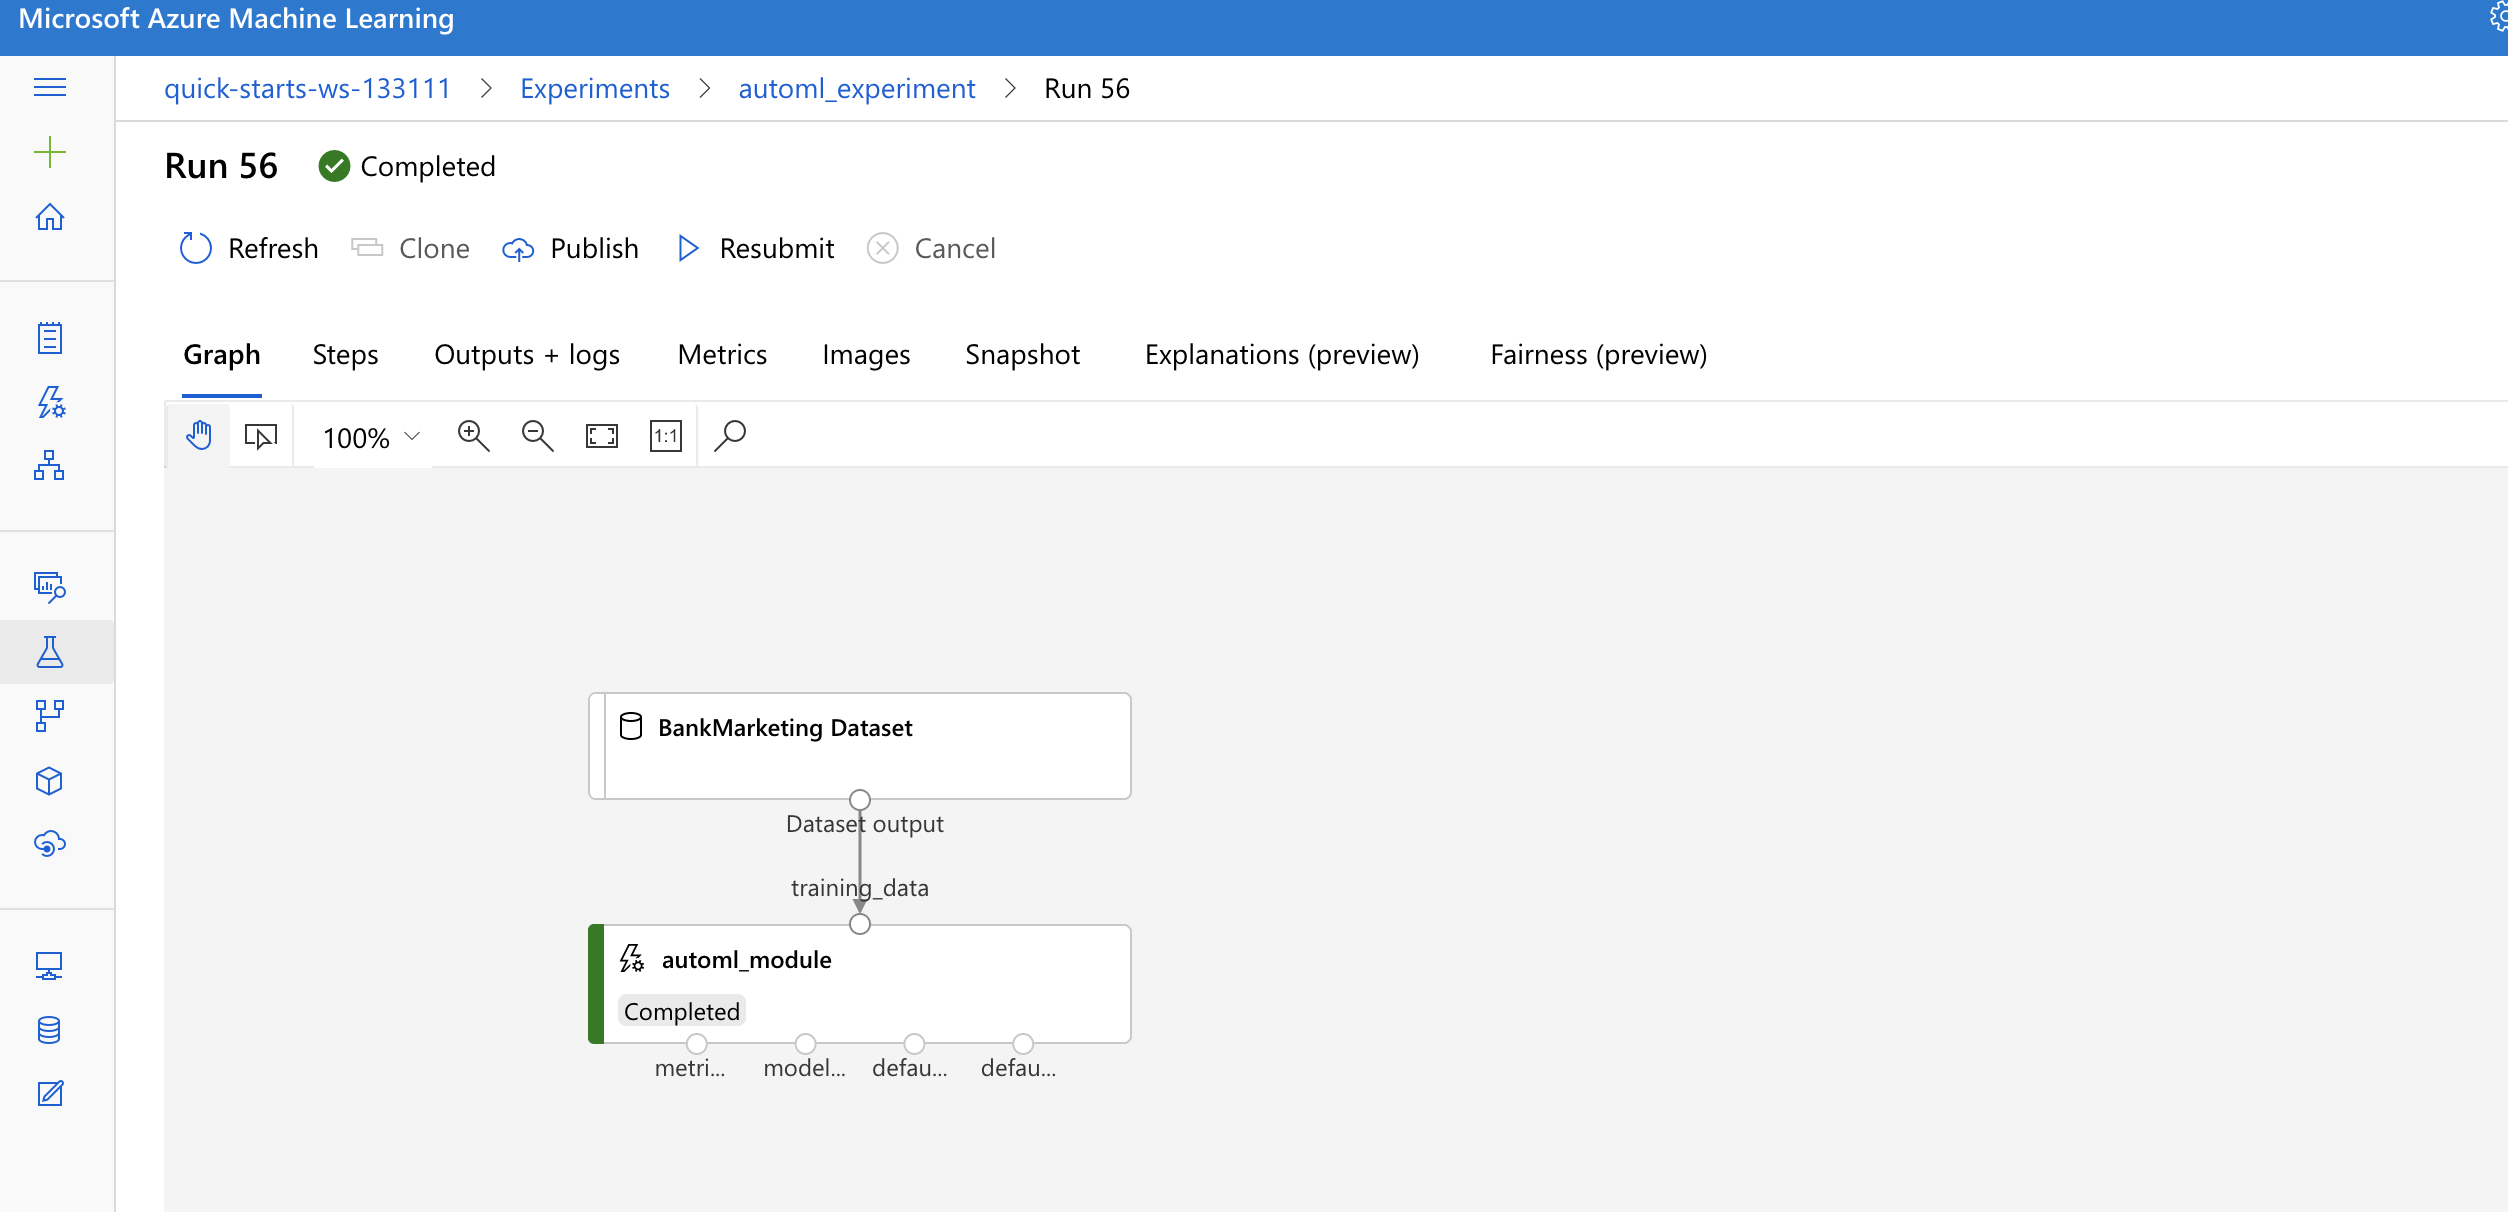 Microsoft Azure Machine Learning
quick-starts-ws-133111 > Experiments > automl_experiment > Run 56
Run 56 Completed
Refresh Clone Publish Resubmit Cancel
Graph Steps Outputs + logs Metrics Images Snapshot Explanations (preview) Fairness (preview)
100% 1:1
BankMarketing Dataset
Dataset output
training_data
automl_module
Completed
metri... model... defau... defau...